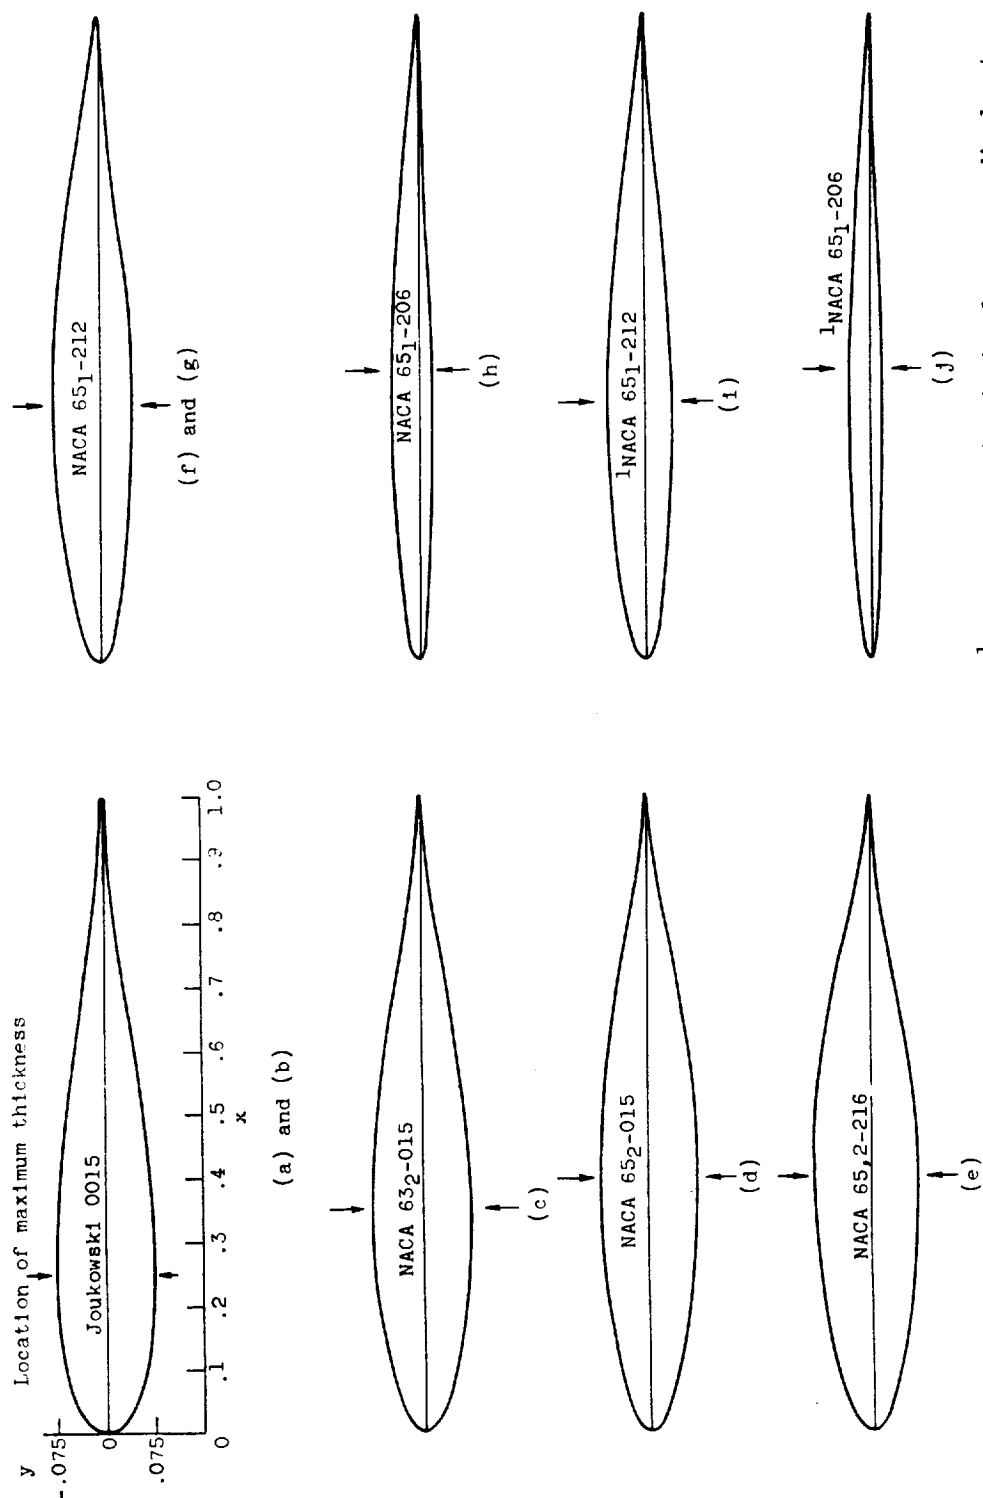 Location of maximum thickness
y
-.075
0
.075
Joukowski 0015
0
.1
.2
.3
.4
.5
.6
.7
.8
.9
1.0
x
(a) and (b)
NACA 63₂-015
(c)
NACA 65₂-015
(d)
NACA 65,2-216
(e)
NACA 65₁-212
(f) and (g)
NACA 65₁-206
(h)
¹NACA 65₁-212
(i)
¹NACA 65₁-206
(j)